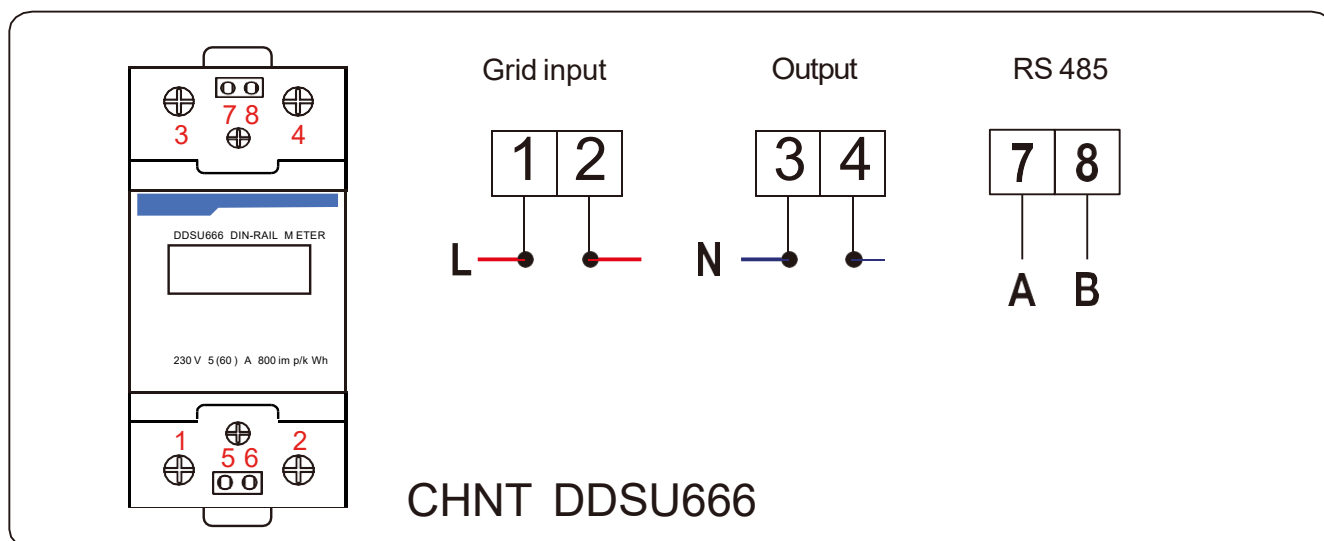 Grid input Output RS 485
7 8
3 4
1 2 3 4 7 8
DDSU666 DIN-RAIL METER
L N
A B
230 V 5 (60) A 800 imp/k Wh
1 2
5 6
CHNT DDSU666